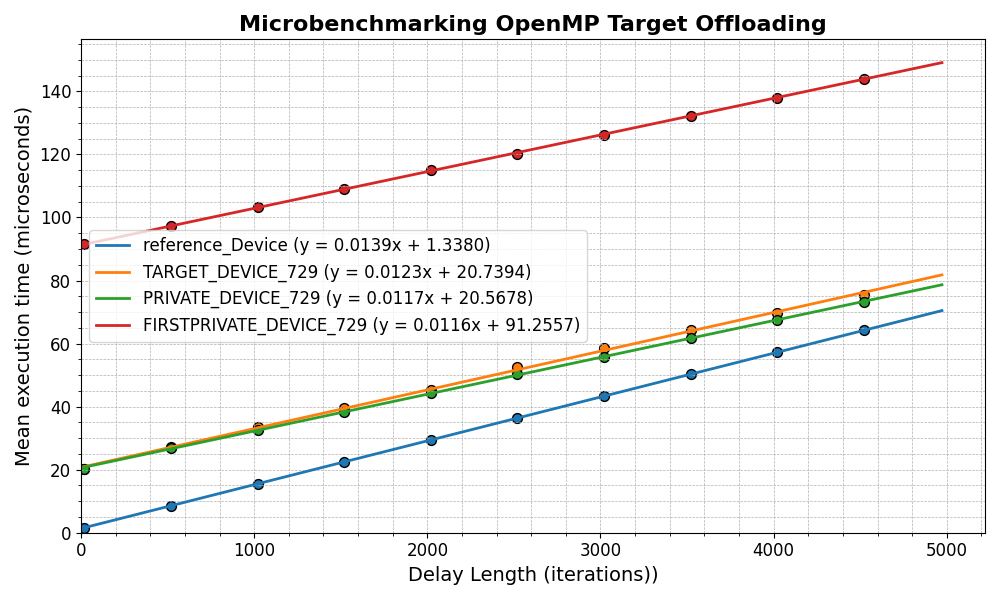 Microbenchmarking OpenMP Target Offloading
Mean execution time (microseconds)
140
120
100
80
60
40
20
0
reference_Device (y = 0.0139x + 1.3380)
TARGET_DEVICE_729 (y = 0.0123x + 20.7394)
PRIVATE_DEVICE_729 (y = 0.0117x + 20.5678)
FIRSTPRIVATE_DEVICE_729 (y = 0.0116x + 91.2557)
0 1000 2000 3000 4000 5000
Delay Length (iterations))